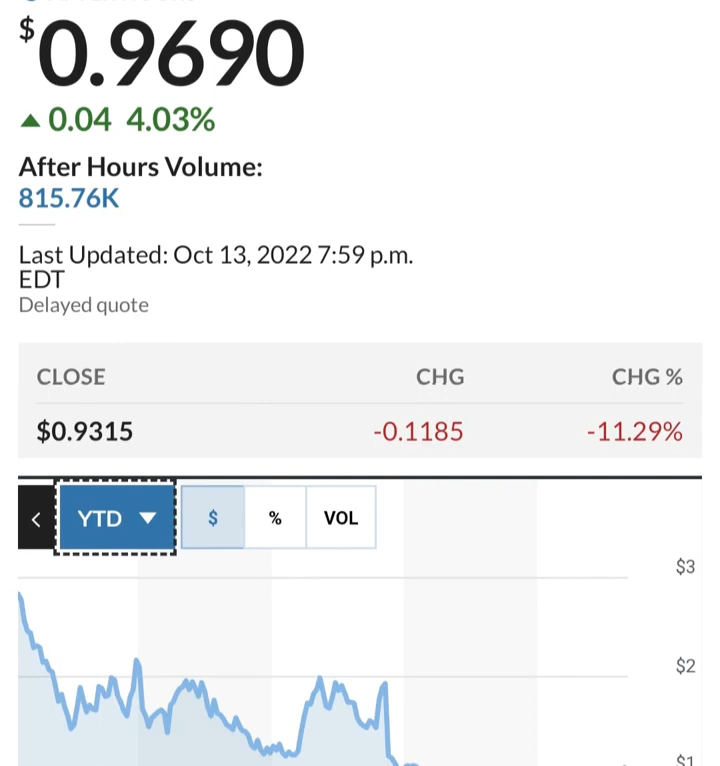 $0.9690
▲ 0.04 4.03%
After Hours Volume:
815.76K
Last Updated: Oct 13, 2022 7:59 p.m.
EDT
Delayed quote
CLOSE CHG CHG %
$0.9315 -0.1185 -11.29%
< YTD ▼ $ % VOL
$3
$2
$1